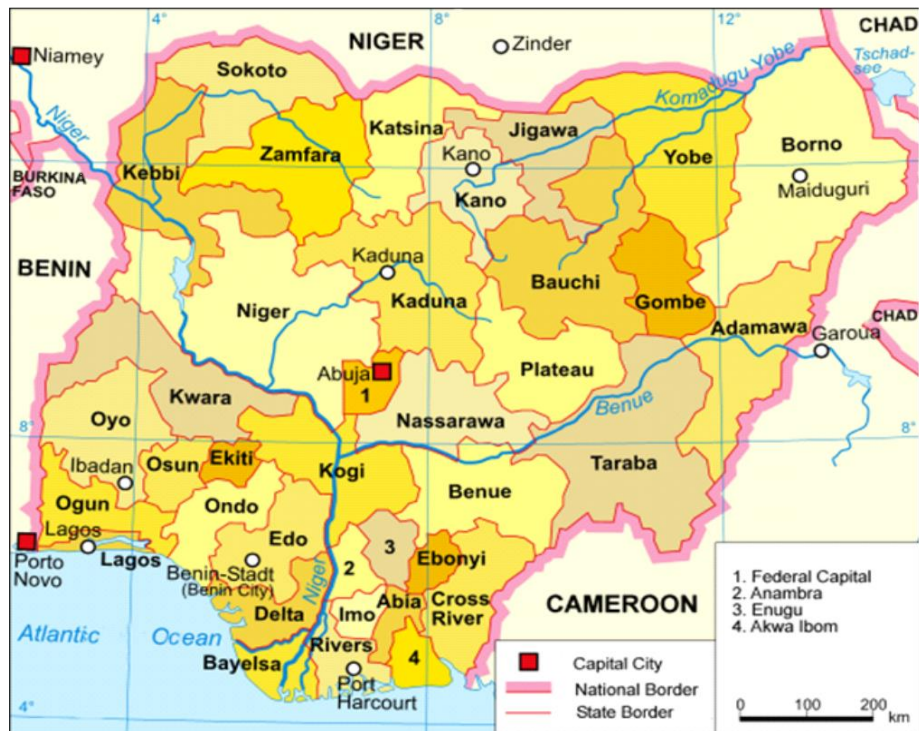 4°
8°
12°
CHAD
NIGER
Zinder
Niamey
Sokoto
Komadugu Yobe
Tschad-
see
Niger
Katsina
Jigawa
Borno
Kano
Zamfara
Yobe
Kebbi
BURKINA
FASO
Maiduguri
Kano
Kaduna
BENIN
Bauchi
Niger
Kaduna
Gombe
CHAD
Adamawa
Garoua
Abuja
1
Plateau
Kwara
Benue
Nassarawa
Oyo
8°
8°
Ibadan
Osun
Ekiti
Kogi
Taraba
Benue
Ogun
Ondo
Lagos
Edo
3
Ebonyi
Porto
Novo
Lagos
Benin-Stadt
(Benin City)
Niger
2
Abia
Cross
River
CAMEROON
Delta
Imo
Atlantic
Ocean
Rivers
4
Bayelsa
Port
Harcourt
4°
1. Federal Capital
2. Anambra
3. Enugu
4. Akwa Ibom
Capital City
National Border
State Border
0 100 200
km